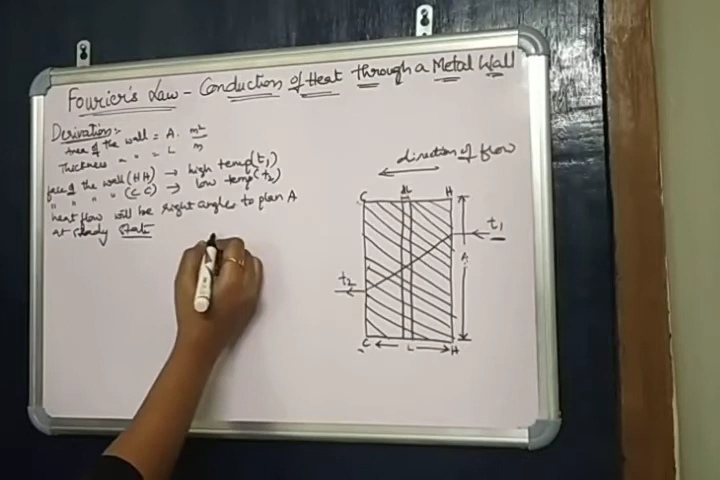 Fourier's Law - Conduction of Heat through a Metal Wall
Derivation:-
Area of the wall = A. m²
Thickness " " = L m
face of the wall (HH) → high temp (t1)
" " " " (C C) → low temp (t2)
heat flow will be right angles to plan A
at steady state
direction of flow
C H
t1
A
t2
C ← L → H